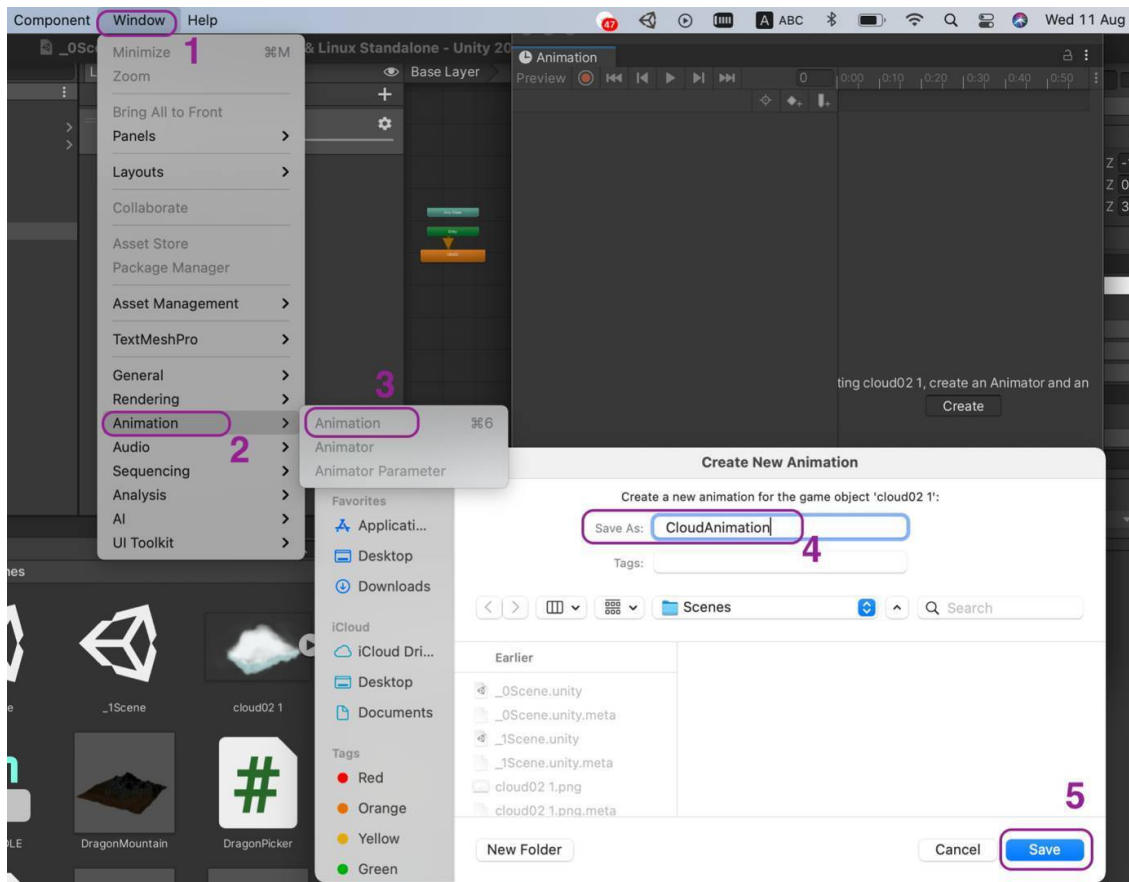 Component Window Help
47
A ABC
Wed 11 Aug
1
_0Sc
& Linux Standalone - Unity 20
Minimize ⌘M
Zoom
Bring All to Front
Panels
Layouts
Collaborate
Asset Store
Package Manager
Asset Management
TextMeshPro
General
Rendering
Animation
2
Audio
Sequencing
Analysis
AI
UI Toolkit
L
Base Layer
Animation
Preview 0 0:00 0:10 0:20 0:30 0:40 0:50
Z -
Z 0
Z 3
3
Animation ⌘6
Animator
Animator Parameter
ting cloud02 1, create an Animator and an
Create
Create New Animation
Create a new animation for the game object 'cloud02 1':
Save As: CloudAnimation
4
Tags:
Scenes
Search
Favorites
Applicati...
Desktop
Downloads
iCloud
iCloud Dri...
Desktop
Documents
Tags
Red
Orange
Yellow
Green
Earlier
_0Scene.unity
_0Scene.unity.meta
_1Scene.unity
_1Scene.unity.meta
cloud02 1.png
cloud02 1.png.meta
5
New Folder
Cancel
Save
nes
e
_1Scene
cloud02 1
#
DLE
DragonMountain
DragonPicker